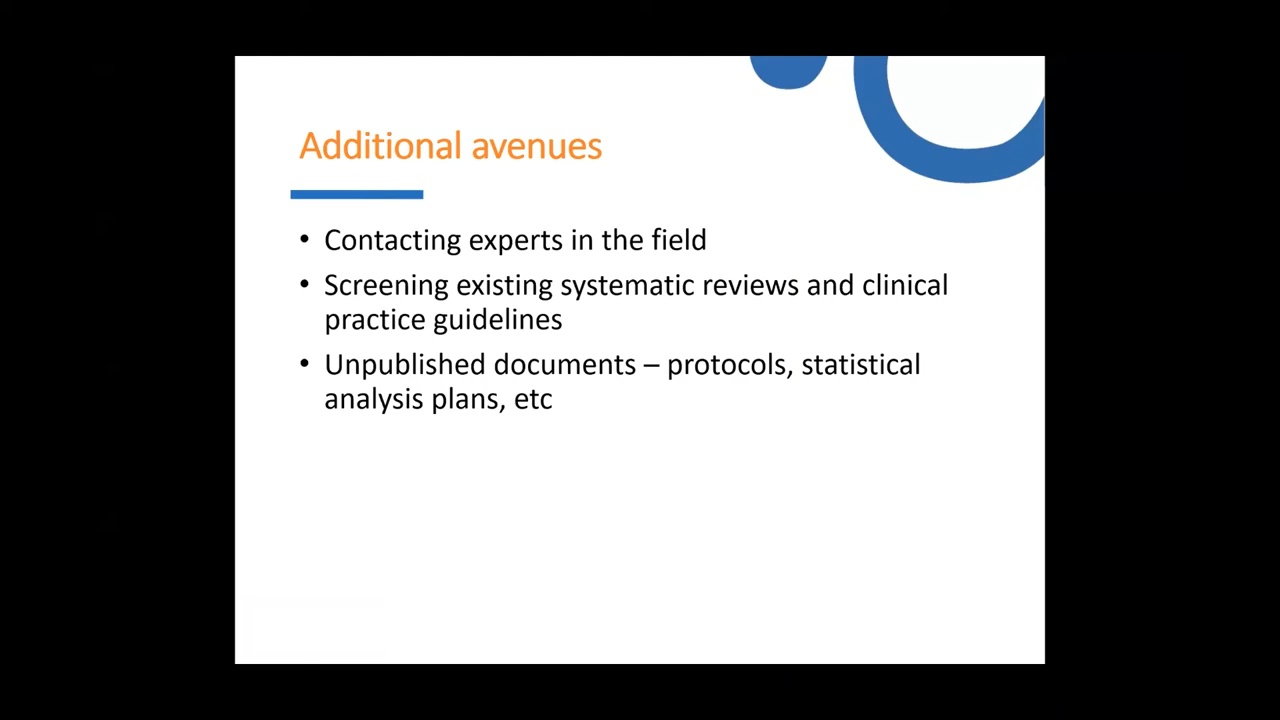 Additional avenues
• Contacting experts in the field
• Screening existing systematic reviews and clinical
practice guidelines
• Unpublished documents – protocols, statistical
analysis plans, etc